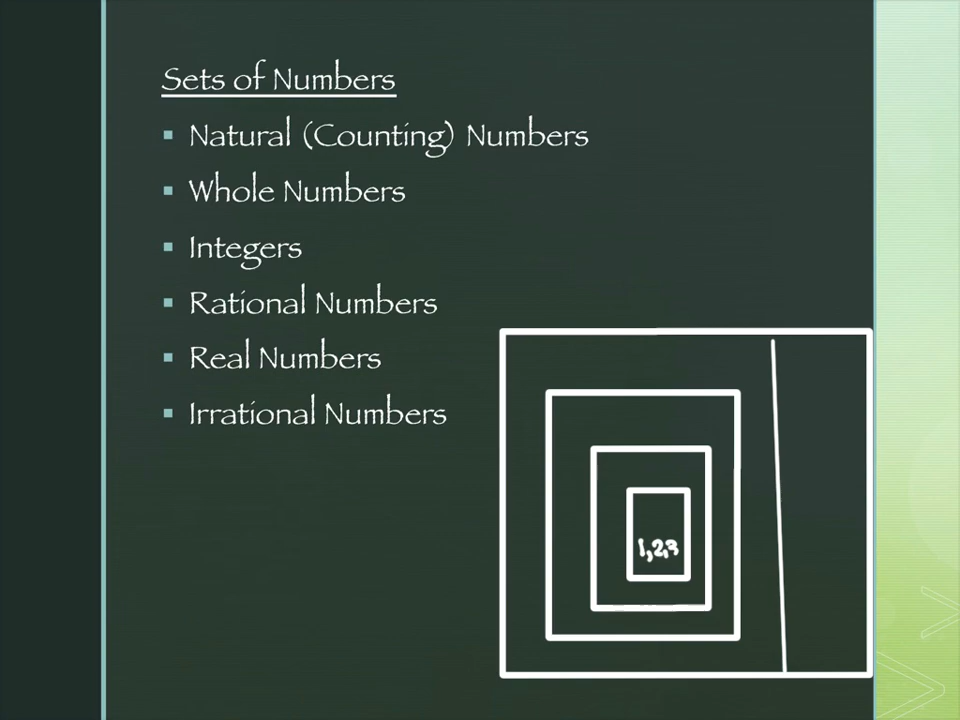 Sets of Numbers
Natural (Counting) Numbers
Whole Numbers
Integers
Rational Numbers
Real Numbers
Irrational Numbers
1,2,3